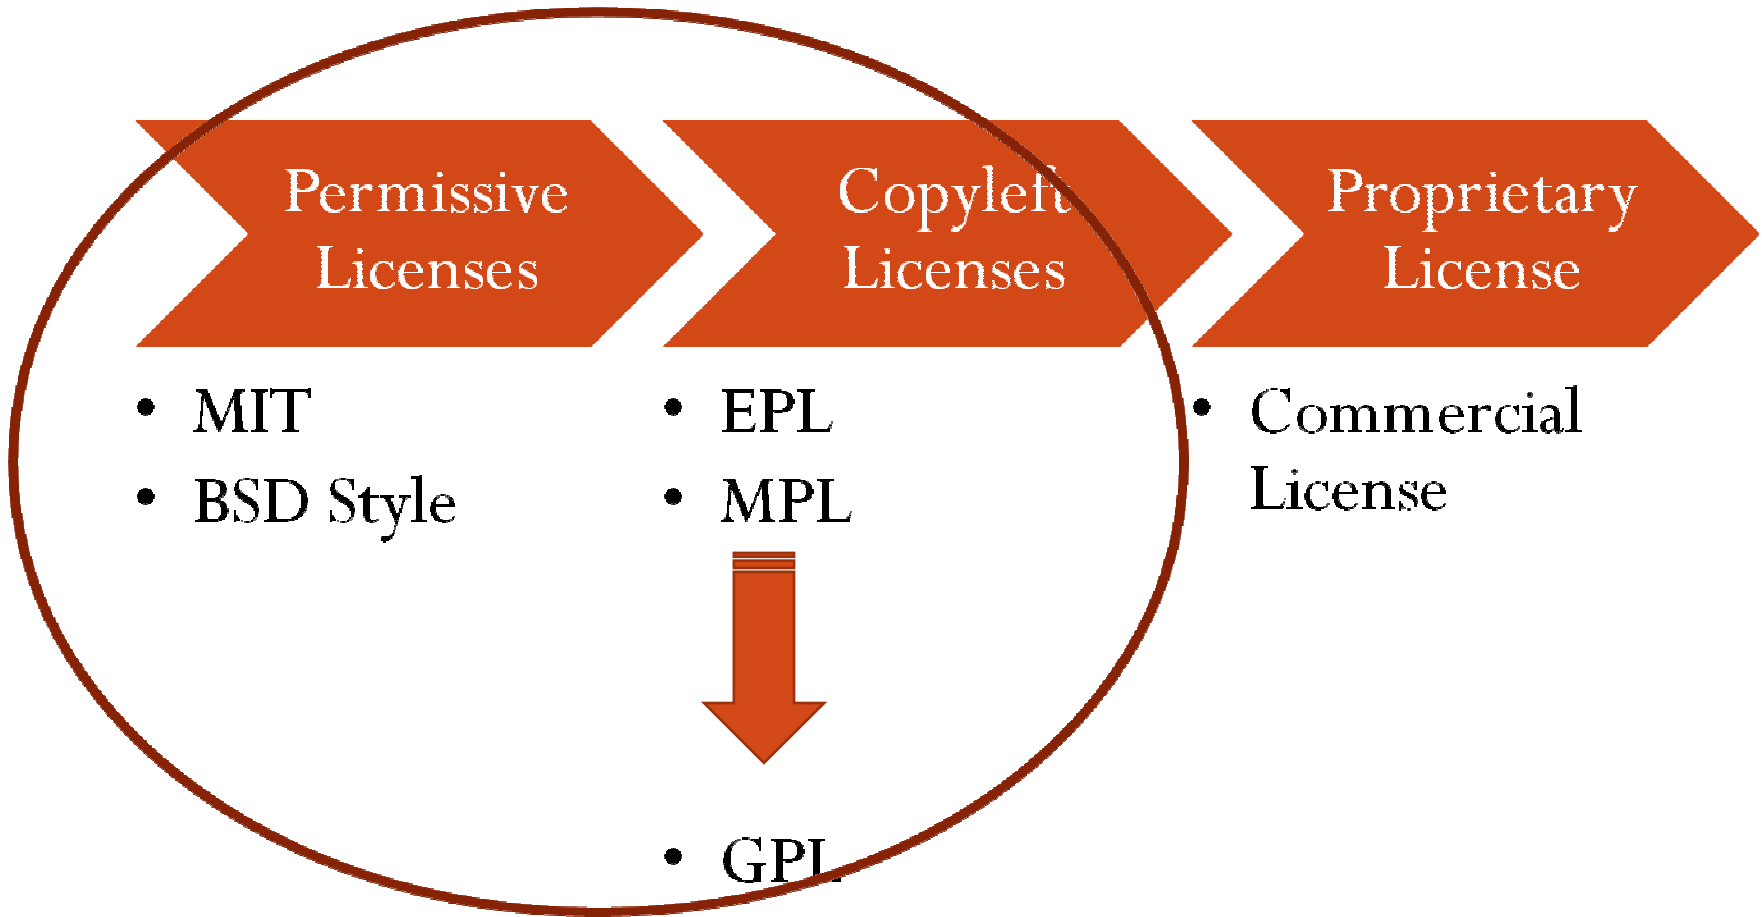 Permissive
Licenses
Copyleft
Licenses
Proprietary
License
• MIT
• BSD Style
• EPL
• MPL
• GPL
• Commercial
License